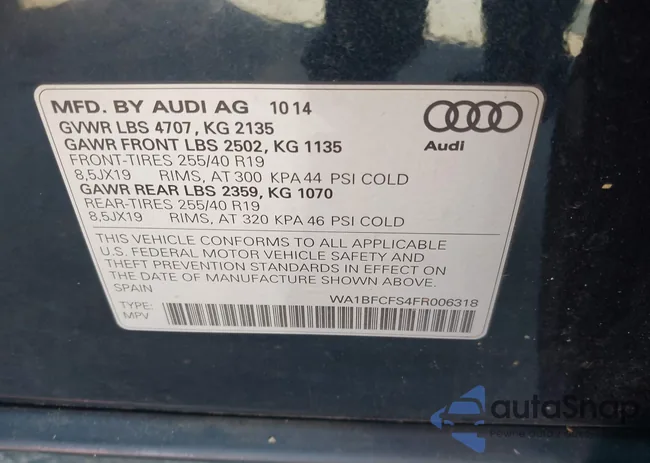 MFD. BY AUDI AG 10 14
GVWR LBS 4707, KG 2135
GAWR FRONT LBS 2502, KG 1135
FRONT-TIRES 255/40 R19
8,5JX19 RIMS, AT 300 KPA 44 PSI COLD
GAWR REAR LBS 2359, KG 1070
REAR-TIRES 255/40 R19
8,5JX19 RIMS, AT 320 KPA 46 PSI COLD
Audi
THIS VEHICLE CONFORMS TO ALL APPLICABLE
U.S. FEDERAL MOTOR VEHICLE SAFETY AND
THEFT PREVENTION STANDARDS IN EFFECT ON
THE DATE OF MANUFACTURE SHOWN ABOVE.
SPAIN
WA1BFCFS4FR006318
TYPE:
MPV
autoSnap